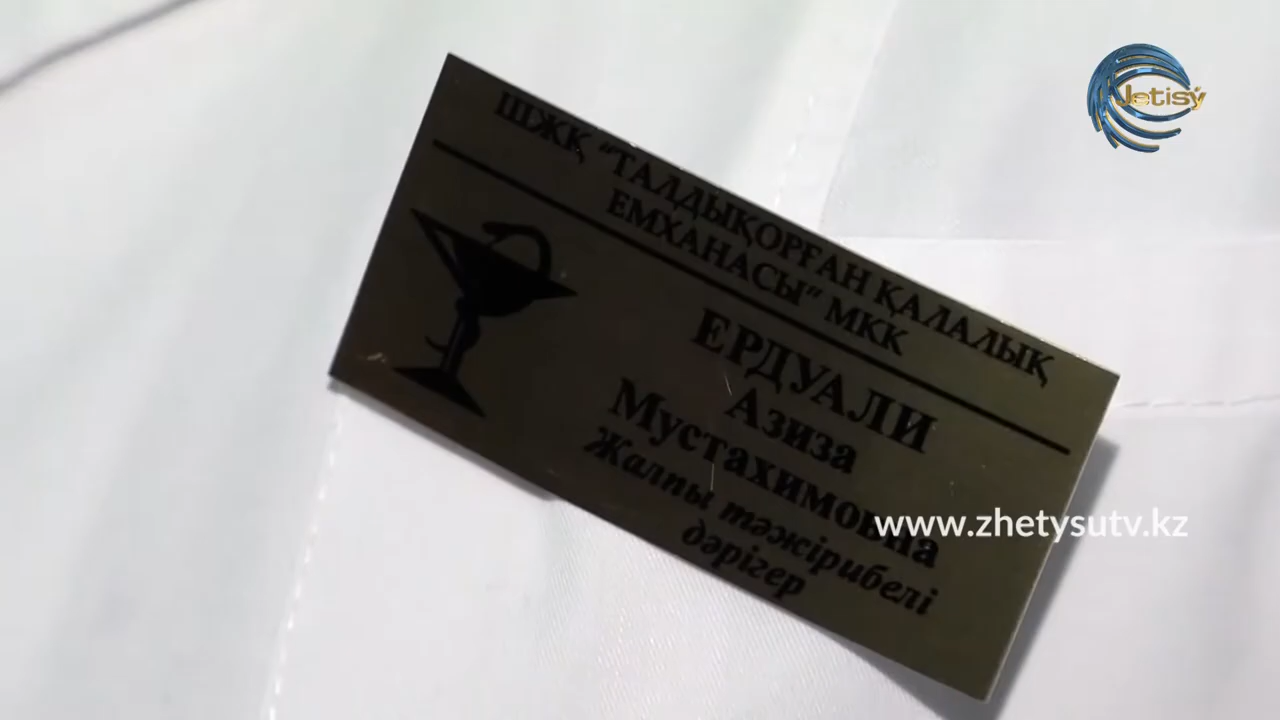 Jetisý
ШЖҚ "ТАЛДЫҚОРҒАН ҚАЛАЛЫҚ
ЕМХАНАСЫ" МКК
ЕРДУАЛИ
Азиза
Мустахимовна
Жалпы тәжірибелі
дәрігер
www.zhetysutv.kz